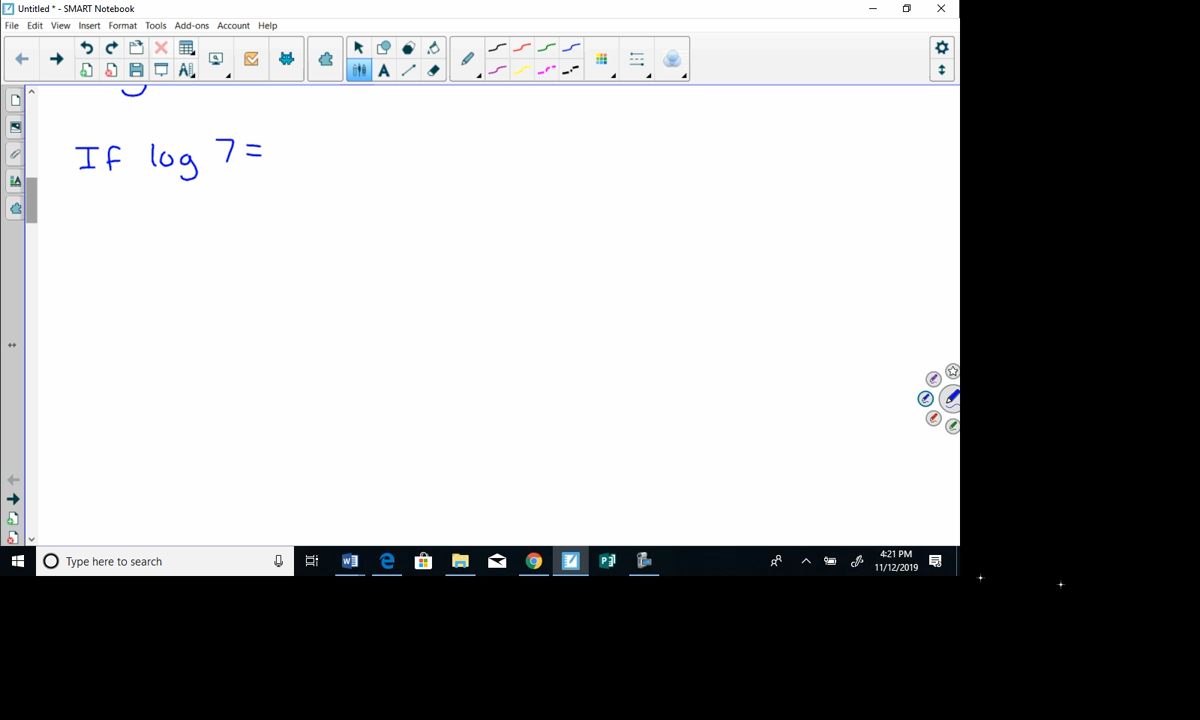 Untitled * - SMART Notebook
File Edit View Insert Format Tools Add-ons Account Help
If log 7=
Type here to search
4:21 PM
11/12/2019